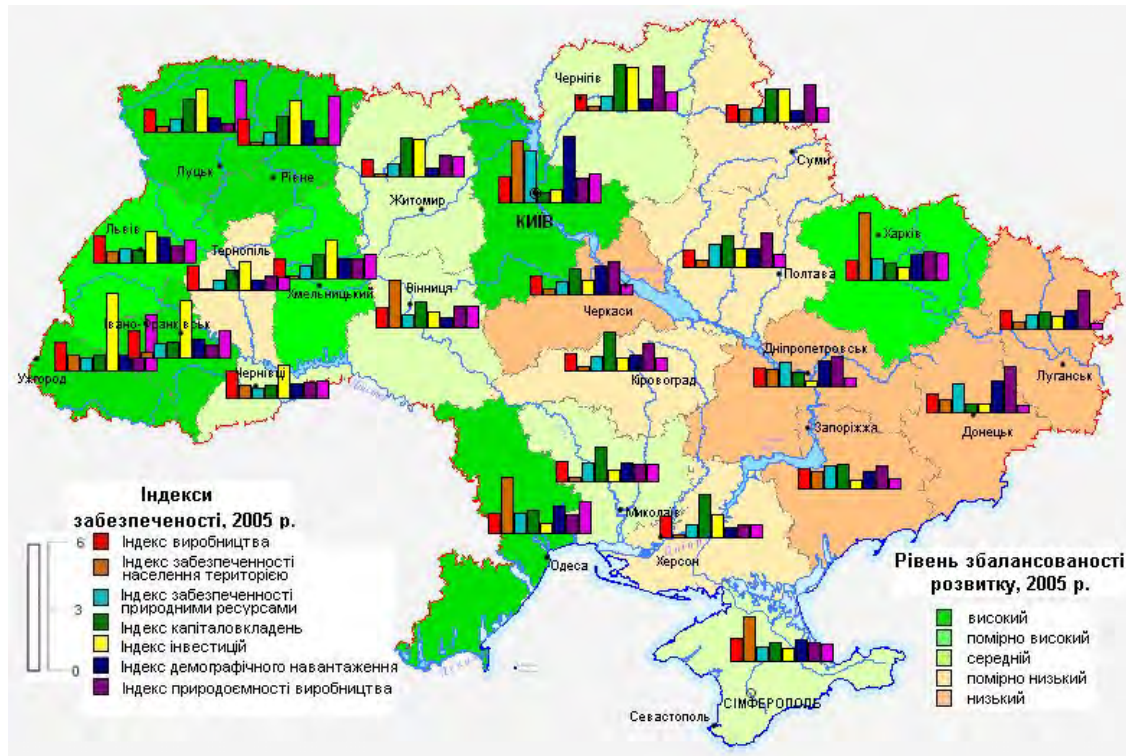 Чернігів
Суми
Луцьк
Рівне
Житомир
КИЇВ
Львів
Тернопіль
Харків
Хмельницький
Вінниця
Полтава
Черкаси
Івано-Франківськ
Ужгород
Чернівці
Дніпропетровськ
Кіровоград
Луганськ
Донецьк
Запоріжжа
Миколаїв
Херсон
Одеса
Індекси
забезпеченості, 2005 р.
6
3
0
Індекс виробництва
Індекс забезпеченності
населення територією
Індекс забезпеченності
природними ресурсами
Індекс капіталовкладень
Індекс інвестицій
Індекс демографічного навантаження
Індекс природоємності виробництва
Рівень збалансованості
розвитку, 2005 р.
високий
помірно високий
середній
помірно низький
низький
СІМФЕРОПОЛЬ
Севастополь